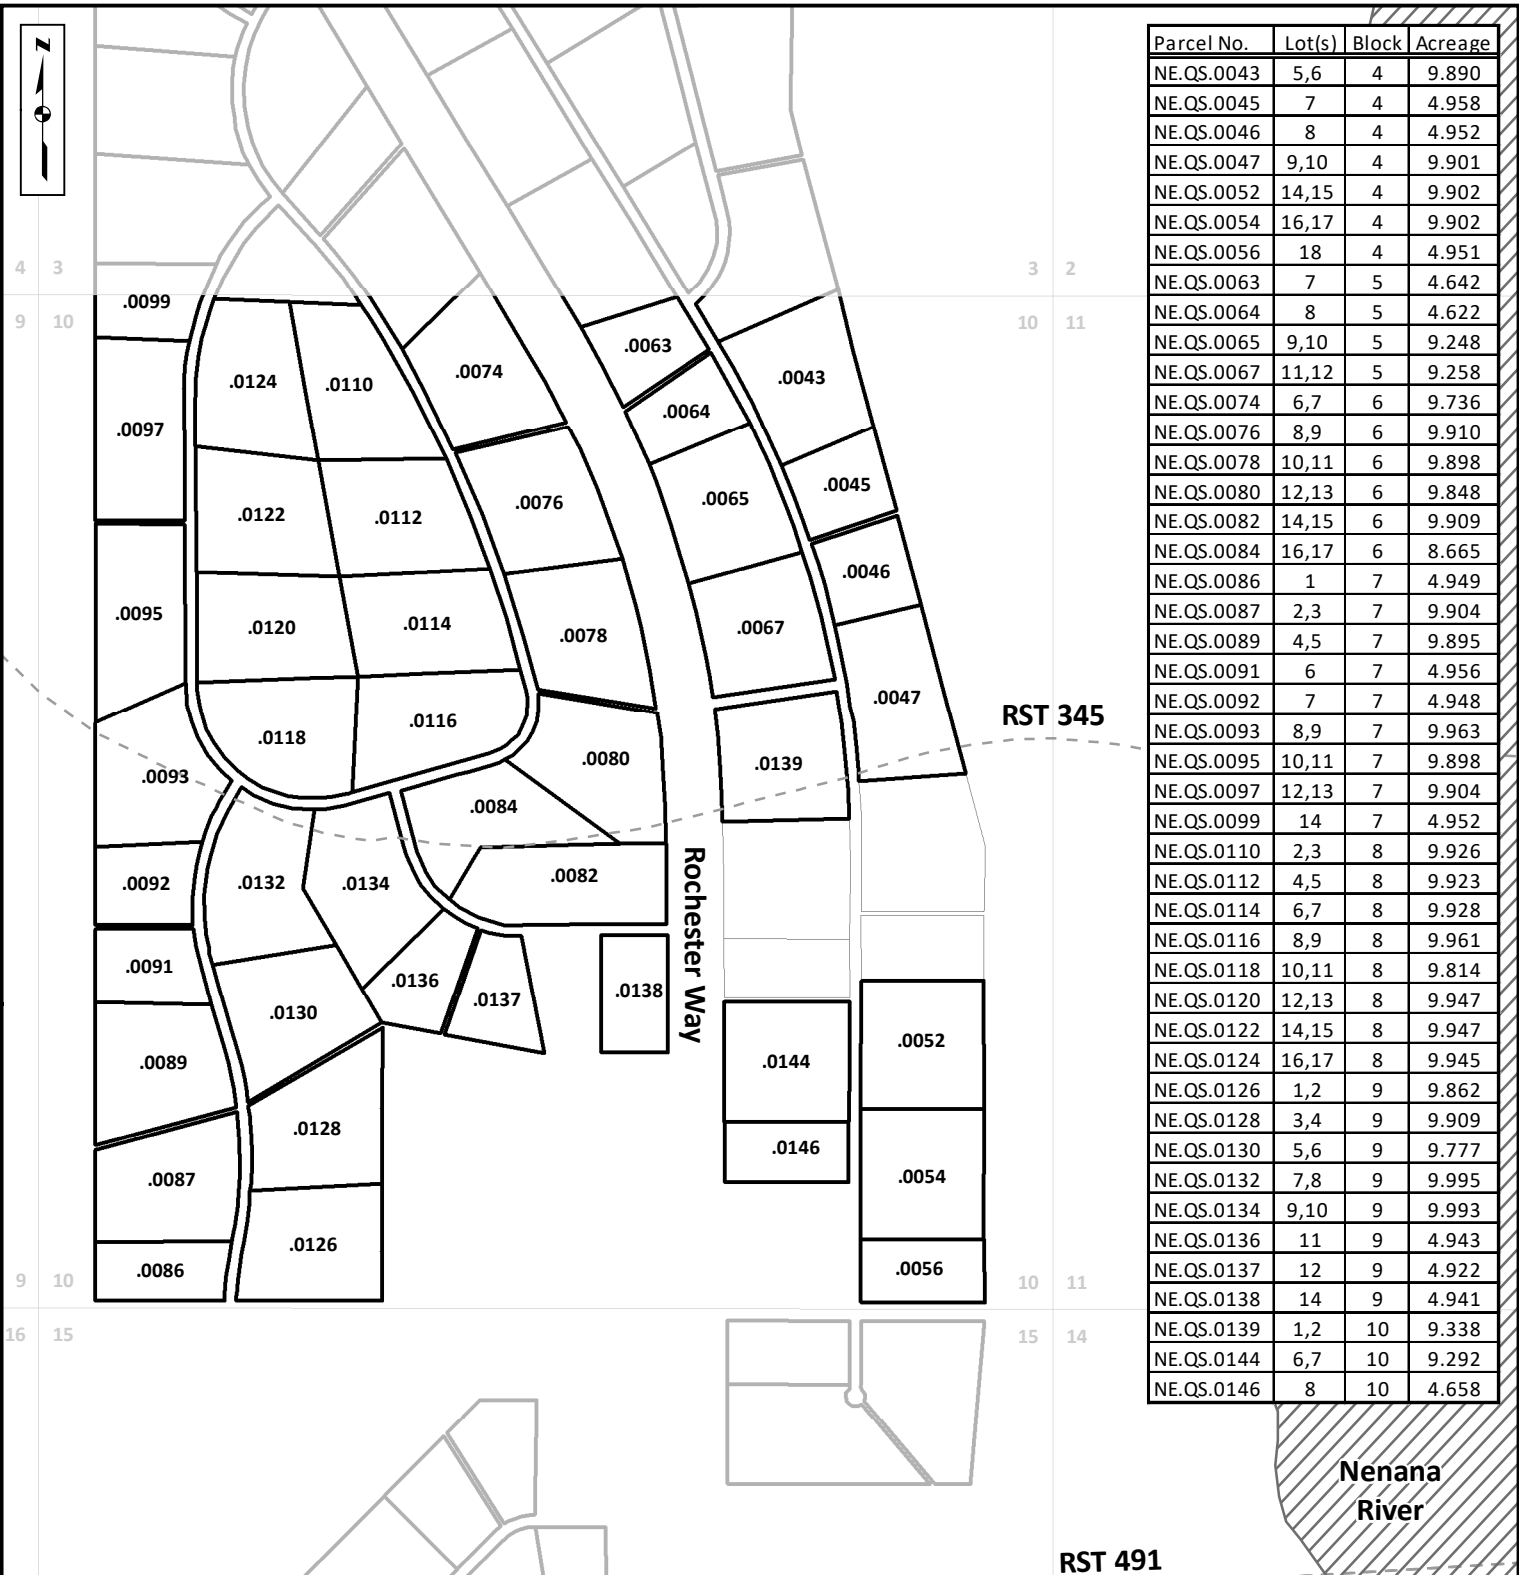 Z
Parcel No. Lot(s) Block Acreage
NE.QS.0043 5,6 4 9.890
NE.QS.0045 7 4 4.958
NE.QS.0046 8 4 4.952
NE.QS.0047 9,10 4 9.901
NE.QS.0052 14,15 4 9.902
NE.QS.0054 16,17 4 9.902
NE.QS.0056 18 4 4.951
NE.QS.0063 7 5 4.642
NE.QS.0064 8 5 4.622
NE.QS.0065 9,10 5 9.248
NE.QS.0067 11,12 5 9.258
NE.QS.0074 6,7 6 9.736
NE.QS.0076 8,9 6 9.910
NE.QS.0078 10,11 6 9.898
NE.QS.0080 12,13 6 9.848
NE.QS.0082 14,15 6 9.909
NE.QS.0084 16,17 6 8.665
NE.QS.0086 1 7 4.949
NE.QS.0087 2,3 7 9.904
NE.QS.0089 4,5 7 9.895
NE.QS.0091 6 7 4.956
NE.QS.0092 7 7 4.948
NE.QS.0093 8,9 7 9.963
NE.QS.0095 10,11 7 9.898
NE.QS.0097 12,13 7 9.904
NE.QS.0099 14 7 4.952
NE.QS.0110 2,3 8 9.926
NE.QS.0112 4,5 8 9.923
NE.QS.0114 6,7 8 9.928
NE.QS.0116 8,9 8 9.961
NE.QS.0118 10,11 8 9.814
NE.QS.0120 12,13 8 9.947
NE.QS.0122 14,15 8 9.947
NE.QS.0124 16,17 8 9.945
NE.QS.0126 1,2 9 9.862
NE.QS.0128 3,4 9 9.909
NE.QS.0130 5,6 9 9.777
NE.QS.0132 7,8 9 9.995
NE.QS.0134 9,10 9 9.993
NE.QS.0136 11 9 4.943
NE.QS.0137 12 9 4.922
NE.QS.0138 14 9 4.941
NE.QS.0139 1,2 10 9.338
NE.QS.0144 6,7 10 9.292
NE.QS.0146 8 10 4.658
4 3
3 2
9 10
10 11
.0099
.0063
.0074
.0043
.0124
.0110
.0064
.0097
.0045
.0065
.0076
.0122
.0112
.0046
.0095
.0120
.0114
.0078
.0067
.0047
RST 345
.0116
.0118
.0080
.0139
.0093
.0084
.0082
.0092
.0132
.0134
Rochester Way
.0091
.0136
.0137
.0138
.0130
.0052
.0089
.0144
.0128
.0146
.0087
.0054
.0126
.0086
.0056
9 10
10 11
16 15
15 14
Nenana
River
RST 491